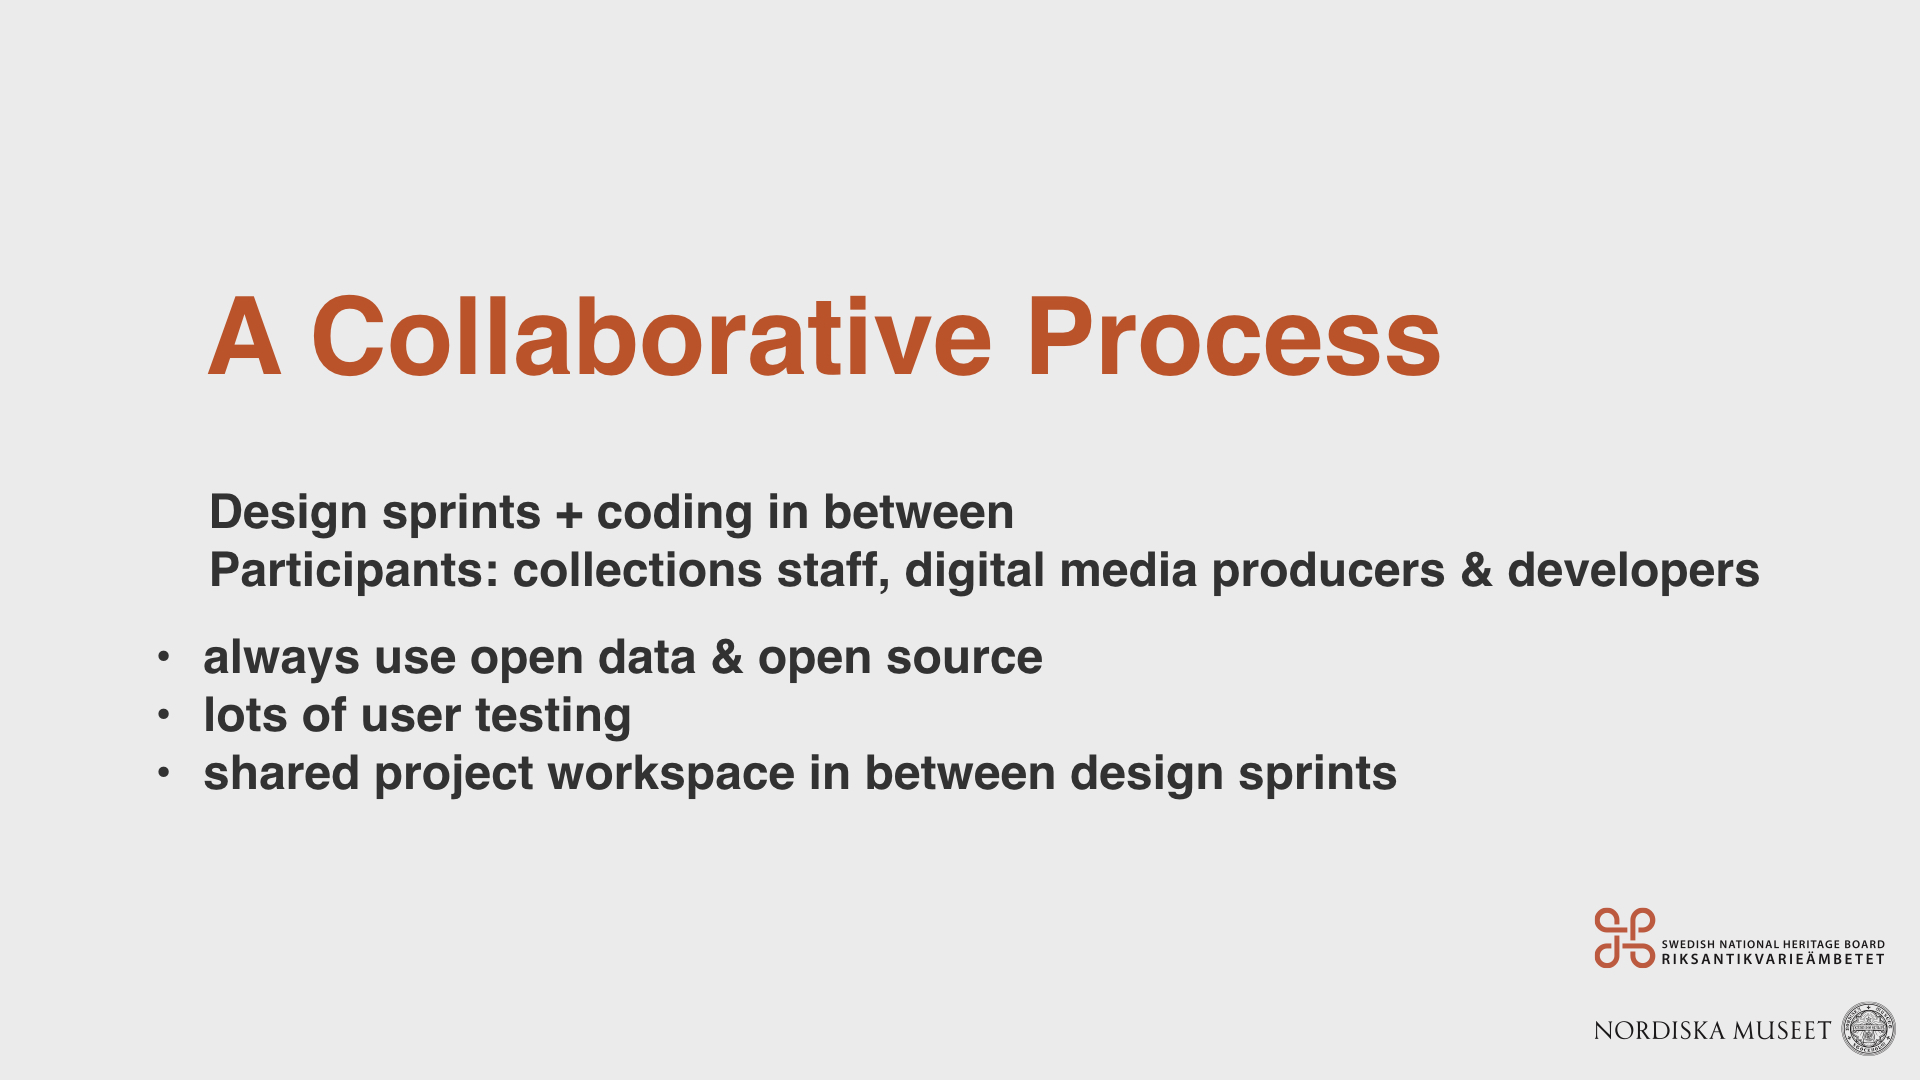 A Collaborative Process
Design sprints + coding in between
Participants: collections staff, digital media producers & developers
• always use open data & open source
• lots of user testing
• shared project workspace in between design sprints
SWEDISH NATIONAL HERITAGE BOARD
RIKSANTIKVARIEÄMBETET
NORDISKA MUSEET